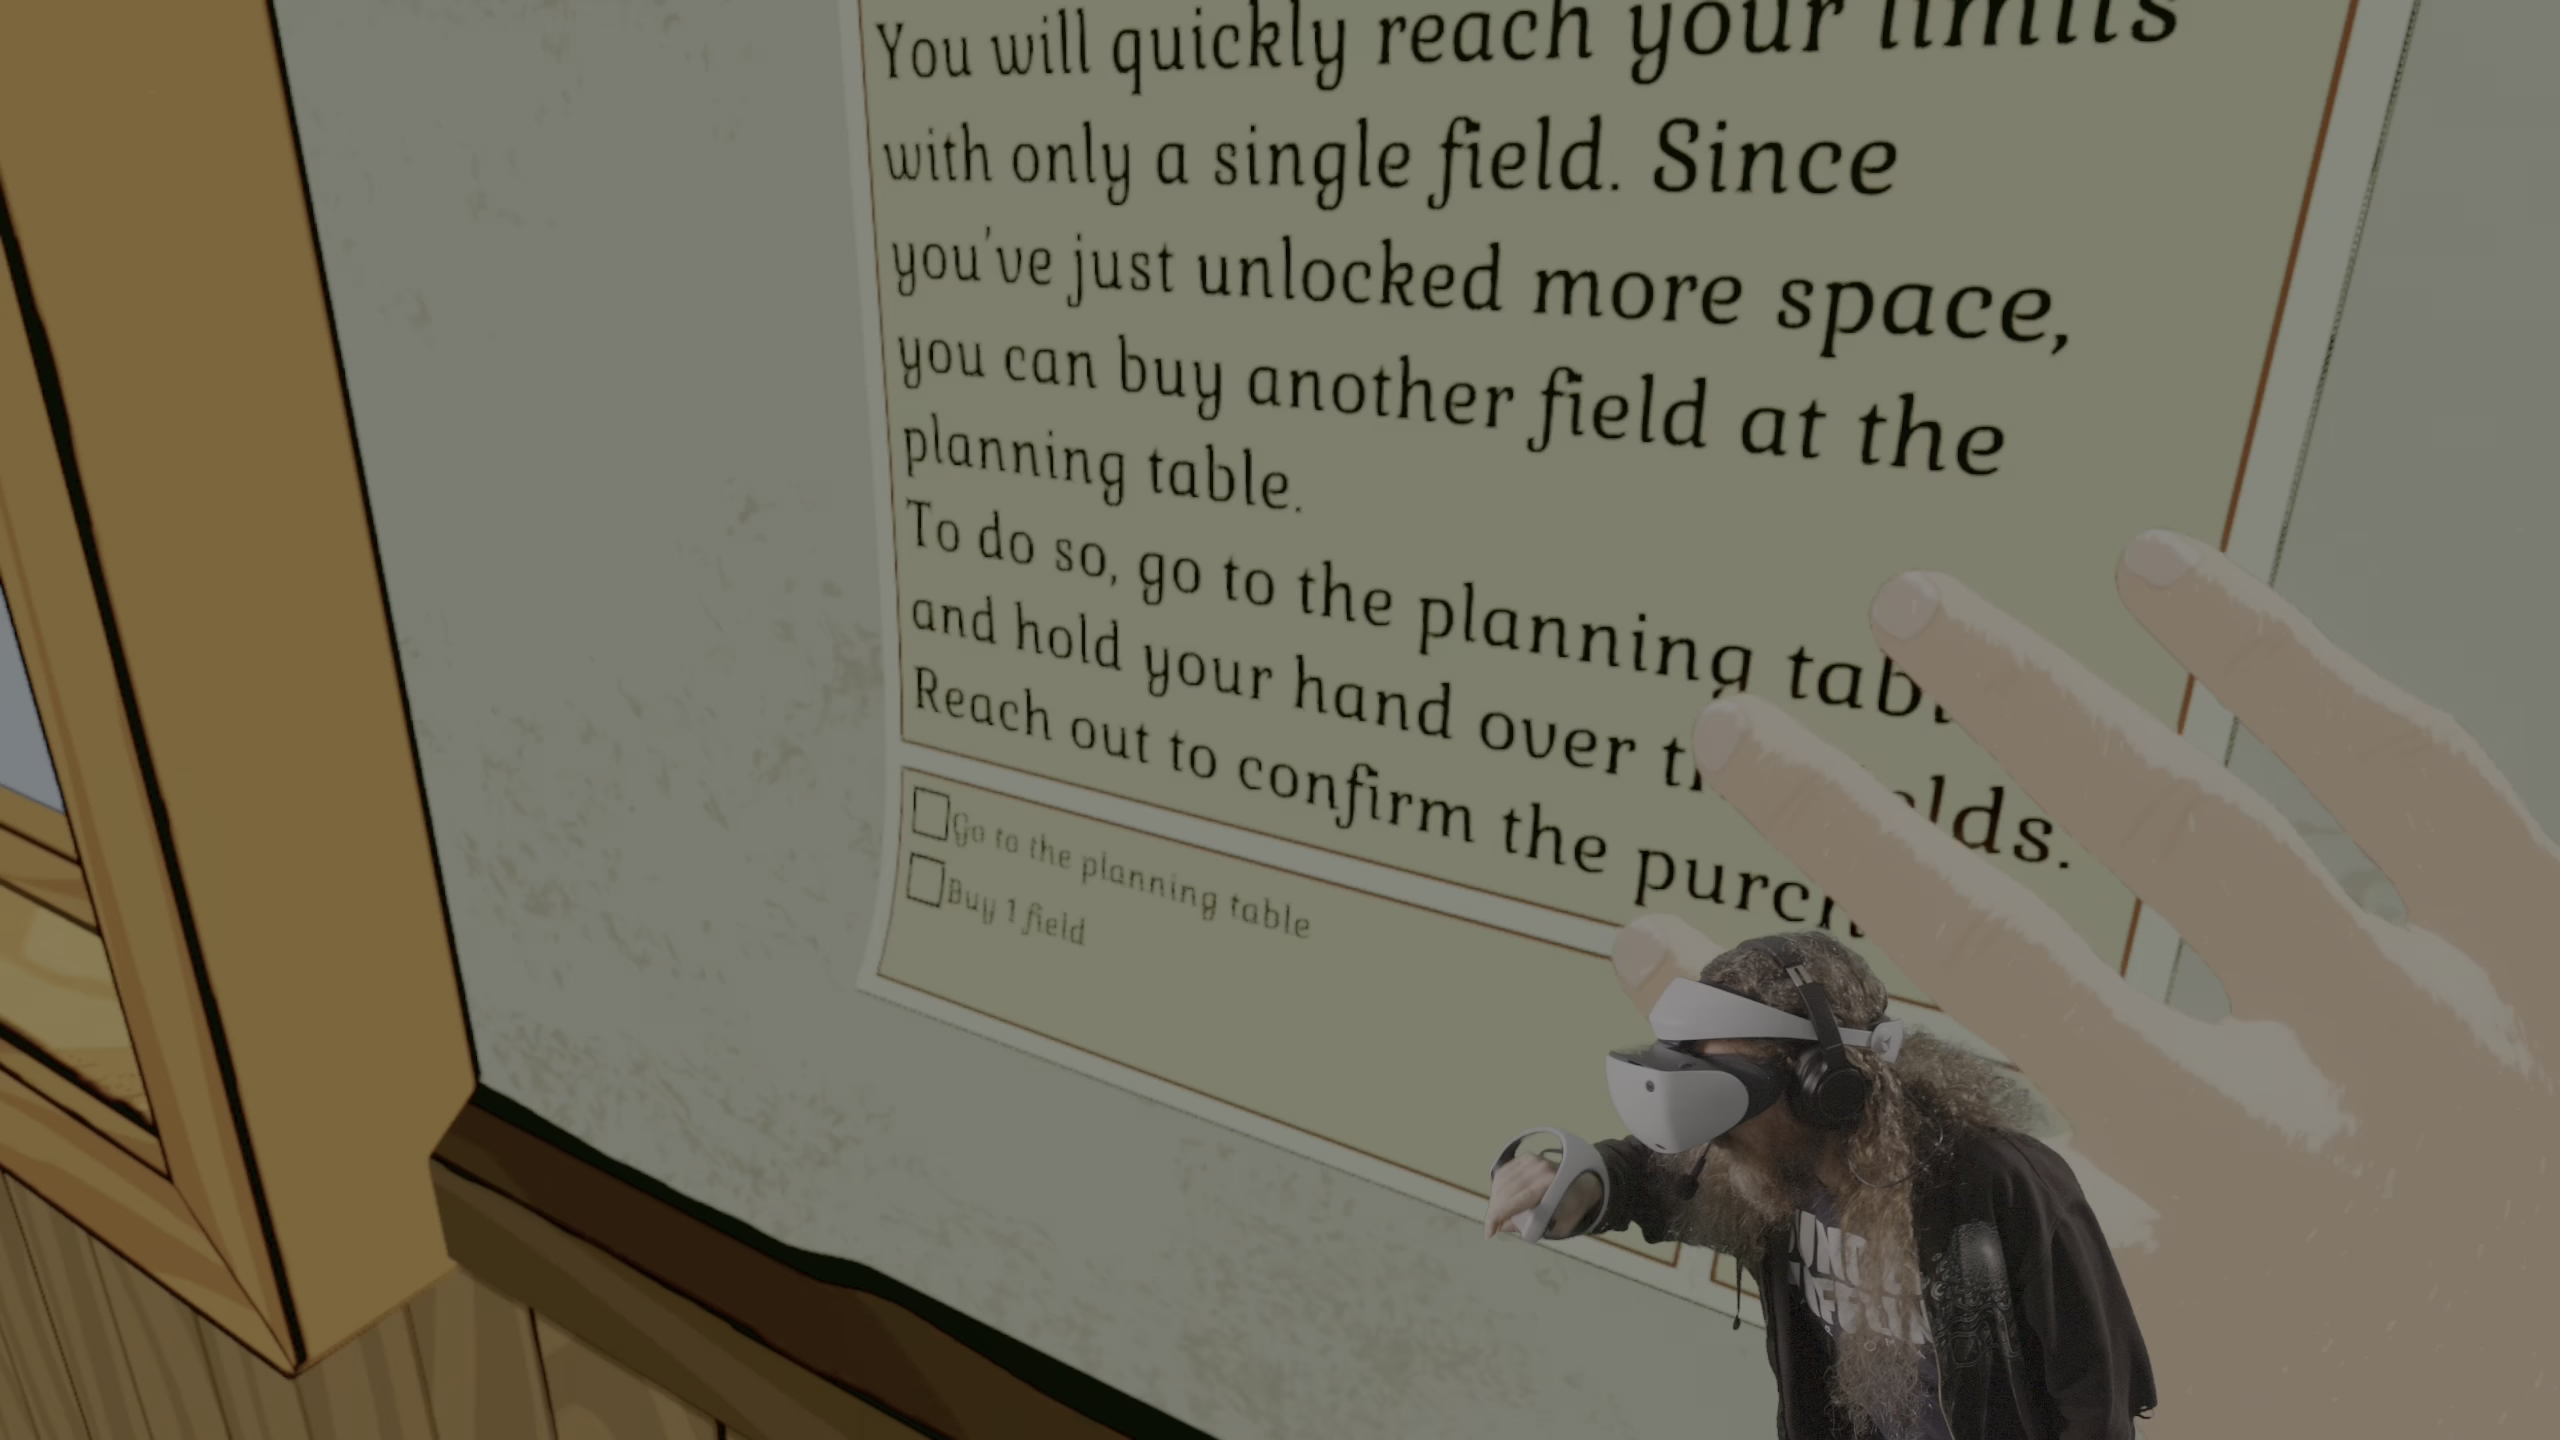 You will quickly reach your limits
with only a single field. Since
you've just unlocked more space,
you can buy another field at the
planning table.
To do so, go to the planning
and hold your hand over
Reach out to confirm the
Go to the planning table
Buy 1 field